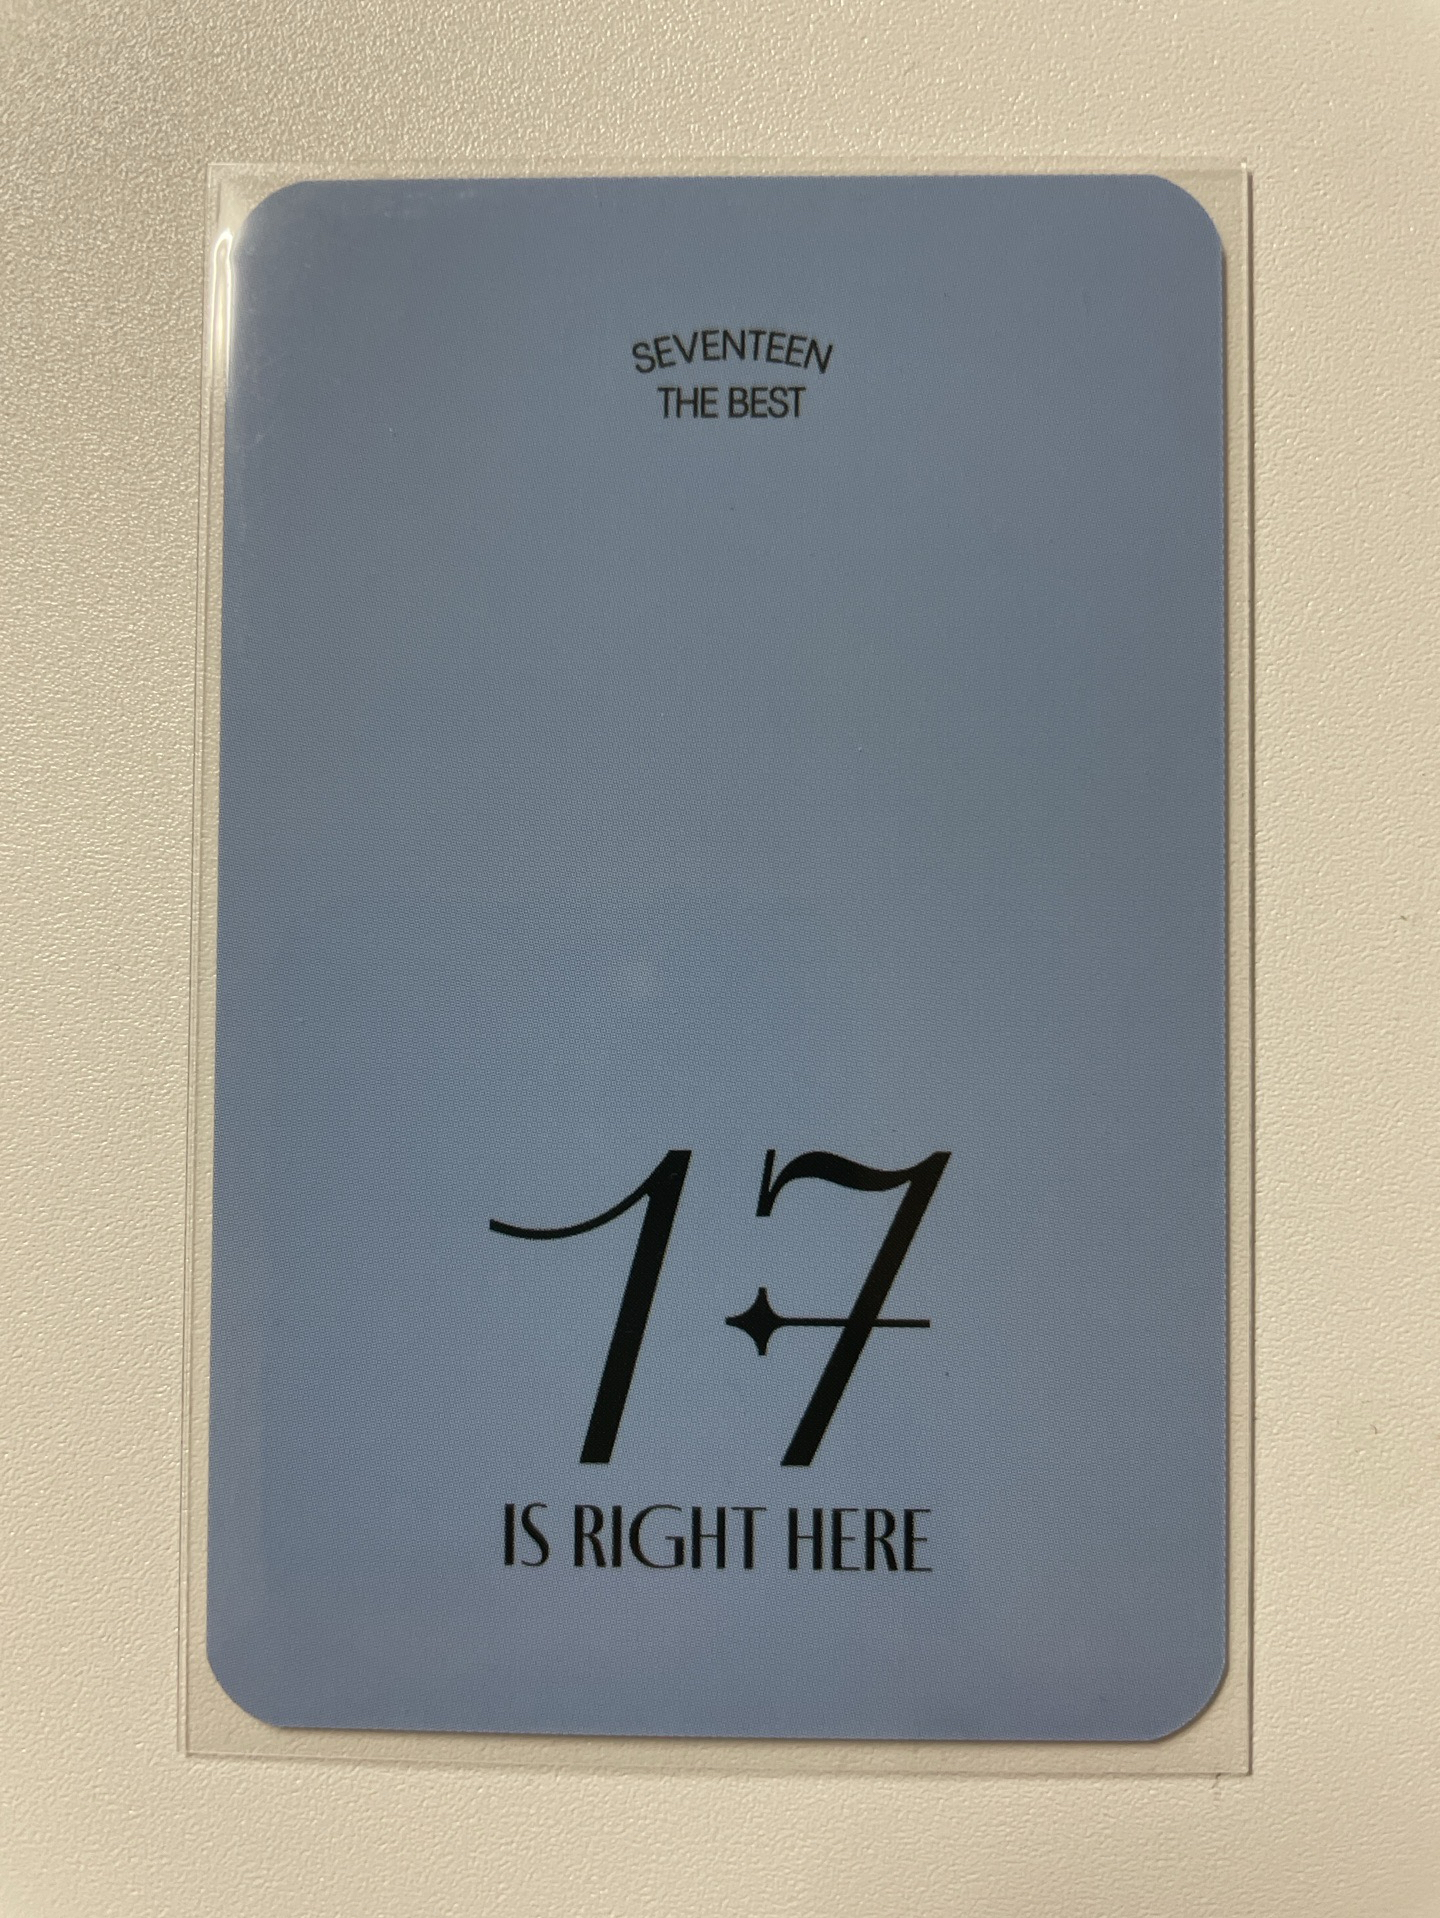 SEVENTEEN
THE BEST
17
IS RIGHT HERE